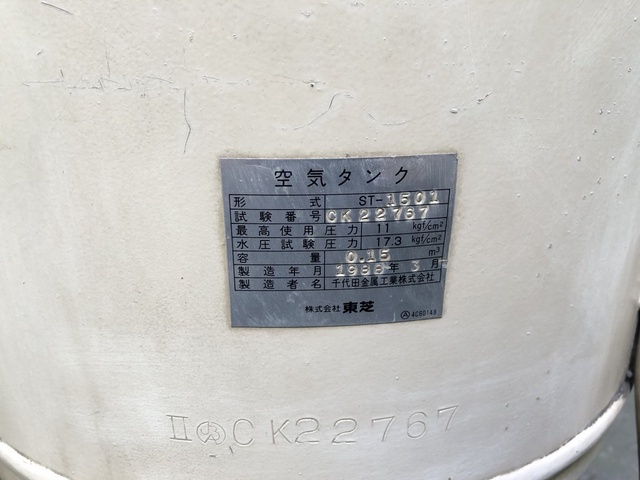 空気タンク
形式 ST-1501
試験番号 CK22767
最高使用圧力 11 kgf/cm²
水圧試験圧力 17.3 kgf/cm²
容量 0.15 m³
製造年月 1988年 3月
製造者名 千代田金属工業株式会社
株式会社 東芝
II CK22767